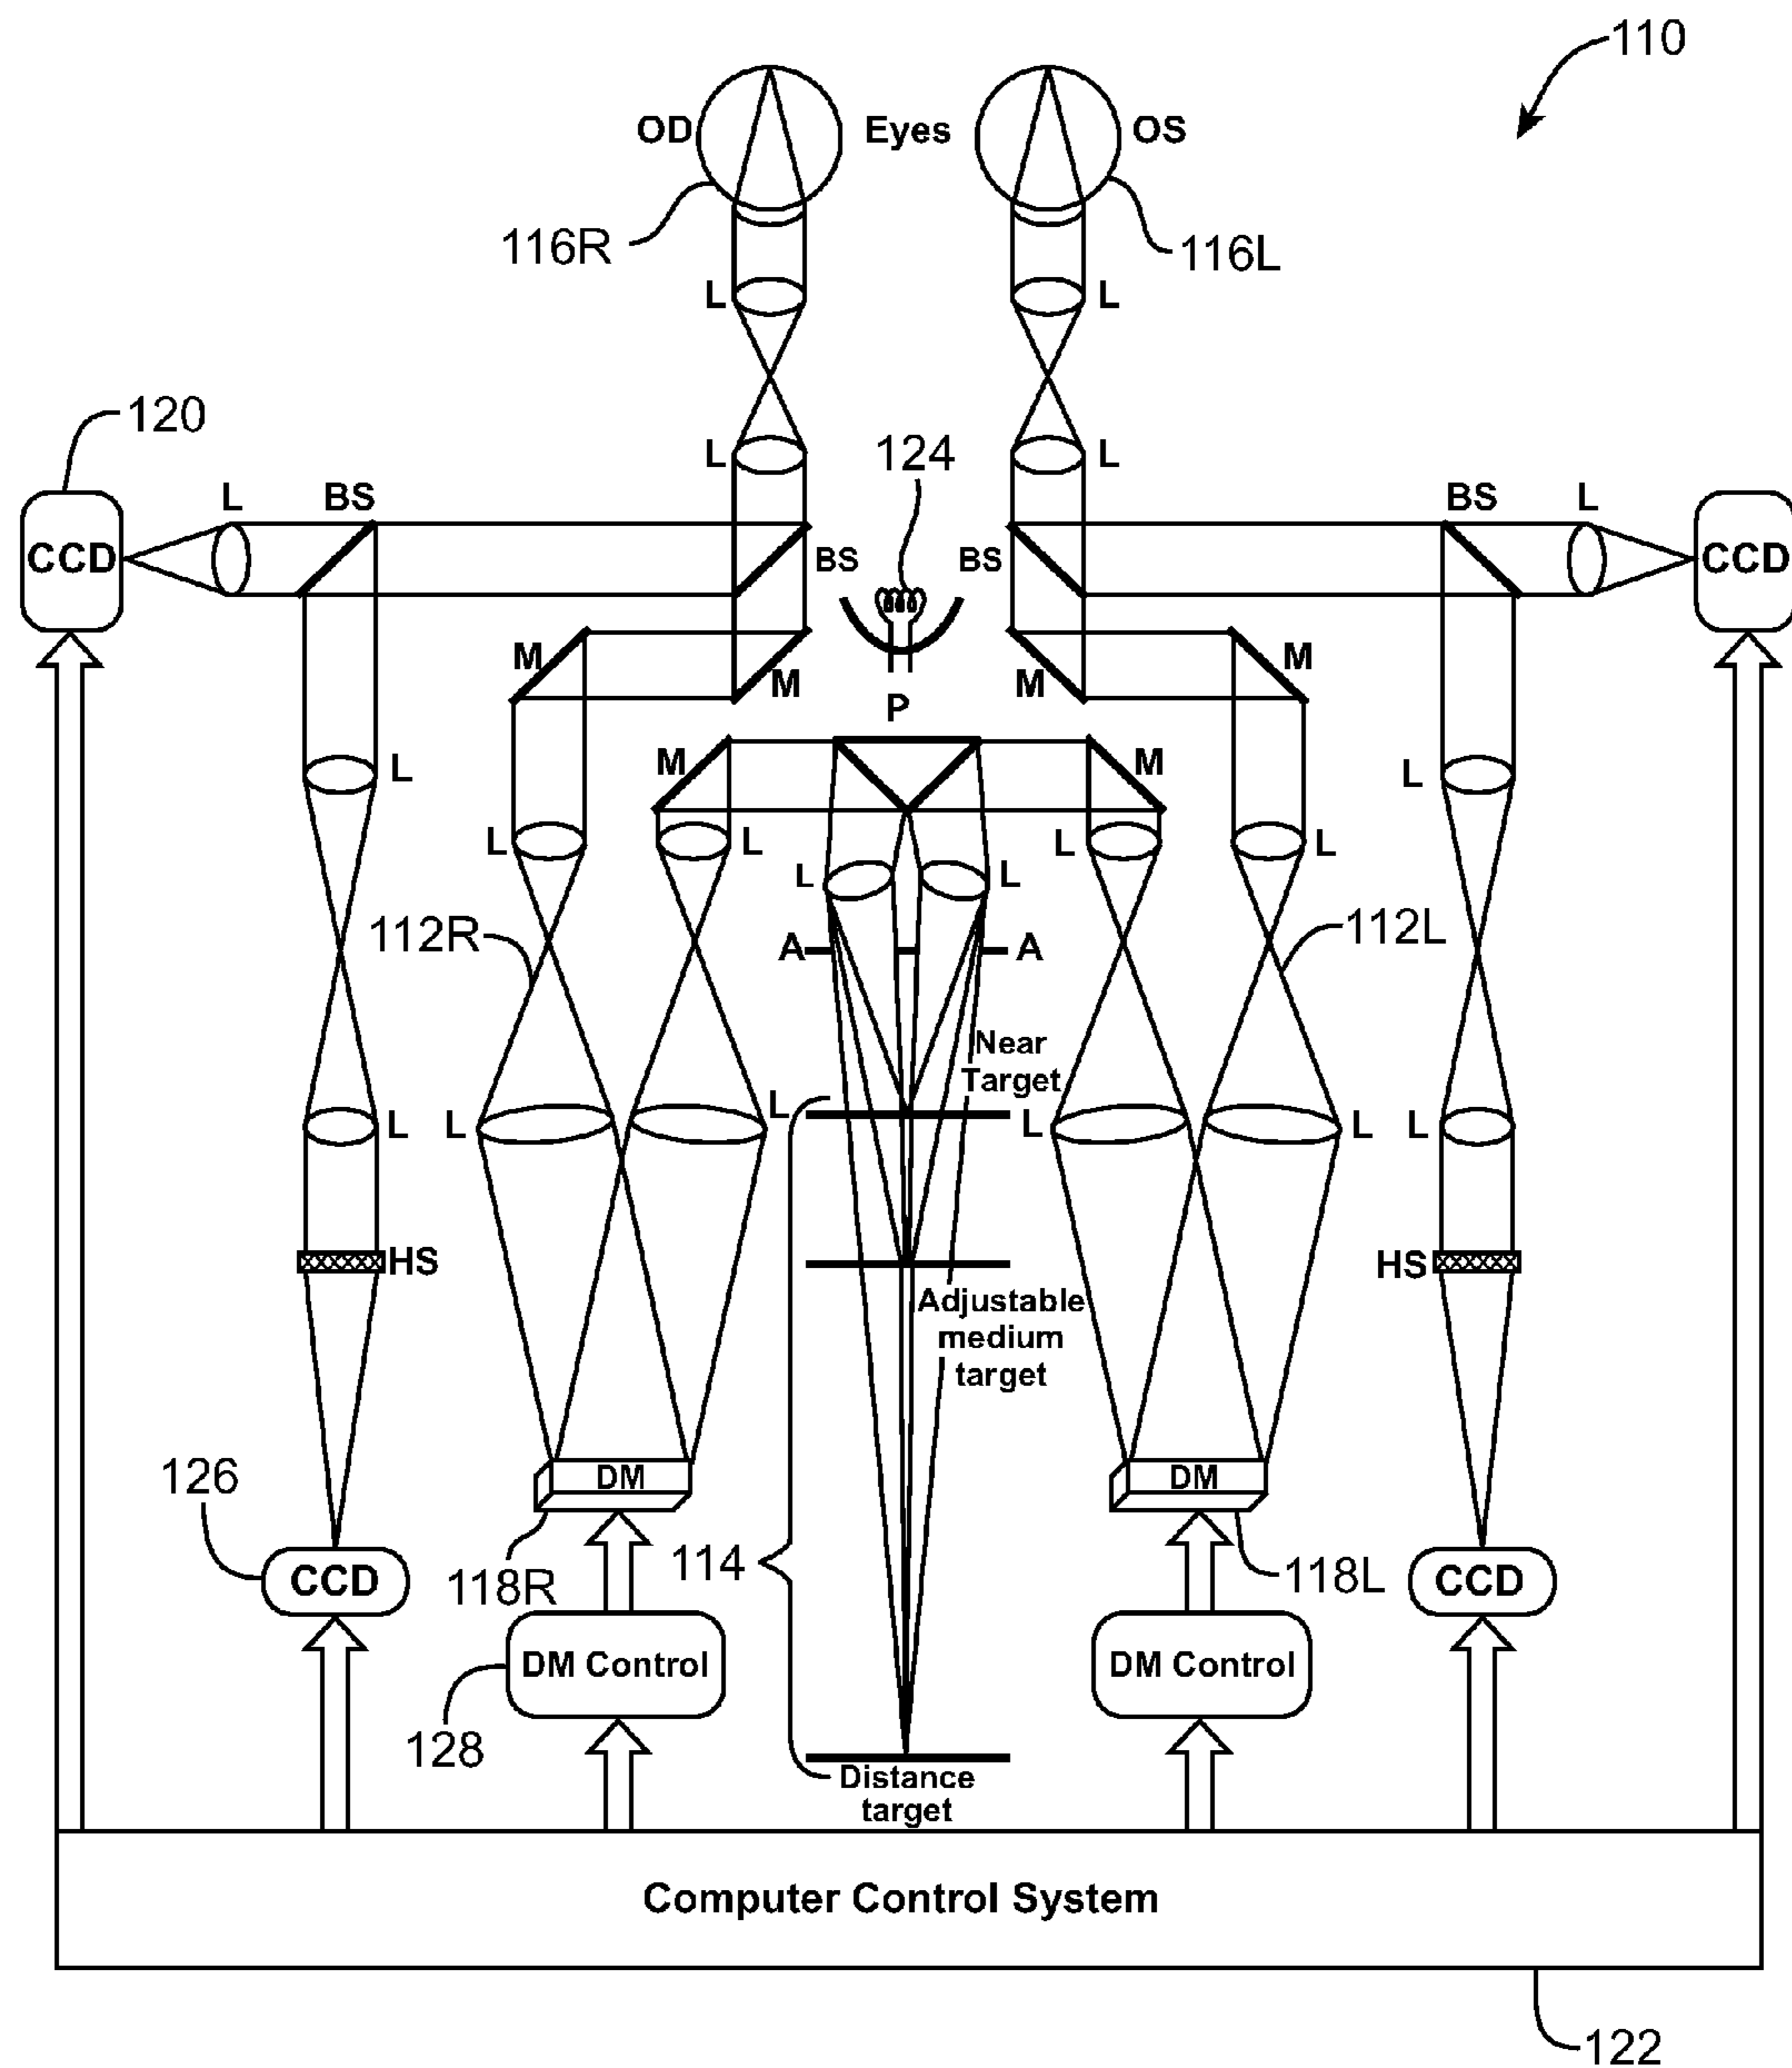 110
OD Eyes OS
116R 116L
L L
120
L 124 L
L BS BS L
CCD BS BS CCD
M M M M
P
M M
L L
L L L L
L L
112R A A 112L
Near
Target
L
L L L
L L
HS HS
Adjustable
medium
target
126 DM DM
114
CCD 118R 118L CCD
DM Control DM Control
128
Distance
target
Computer Control System
122